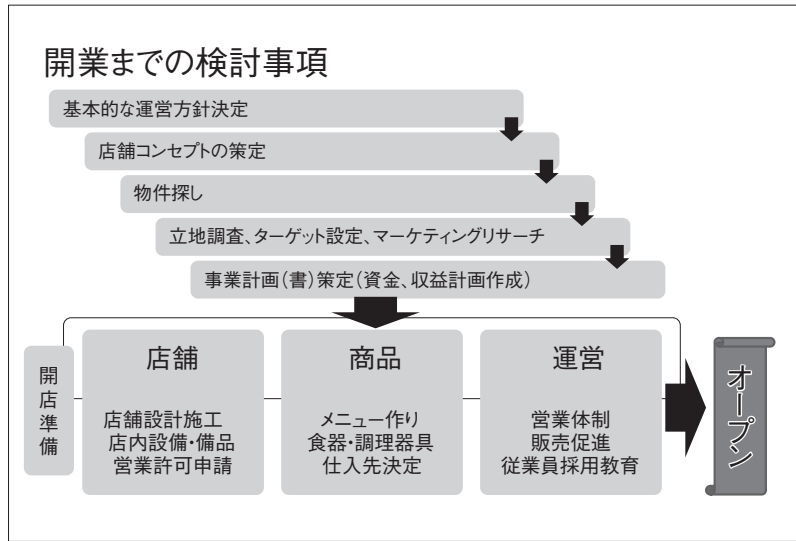 開業までの検討事項
基本的な運営方針決定
店舗コンセプトの策定
物件探し
立地調査、ターゲット設定、マーケティングリサーチ
事業計画(書)策定(資金、収益計画作成)
開店準備
店舗
店舗設計施工
店内設備・備品
営業許可申請
商品
メニュー作り
食器・調理器具
仕入先決定
運営
営業体制
販売促進
従業員採用教育
オープン